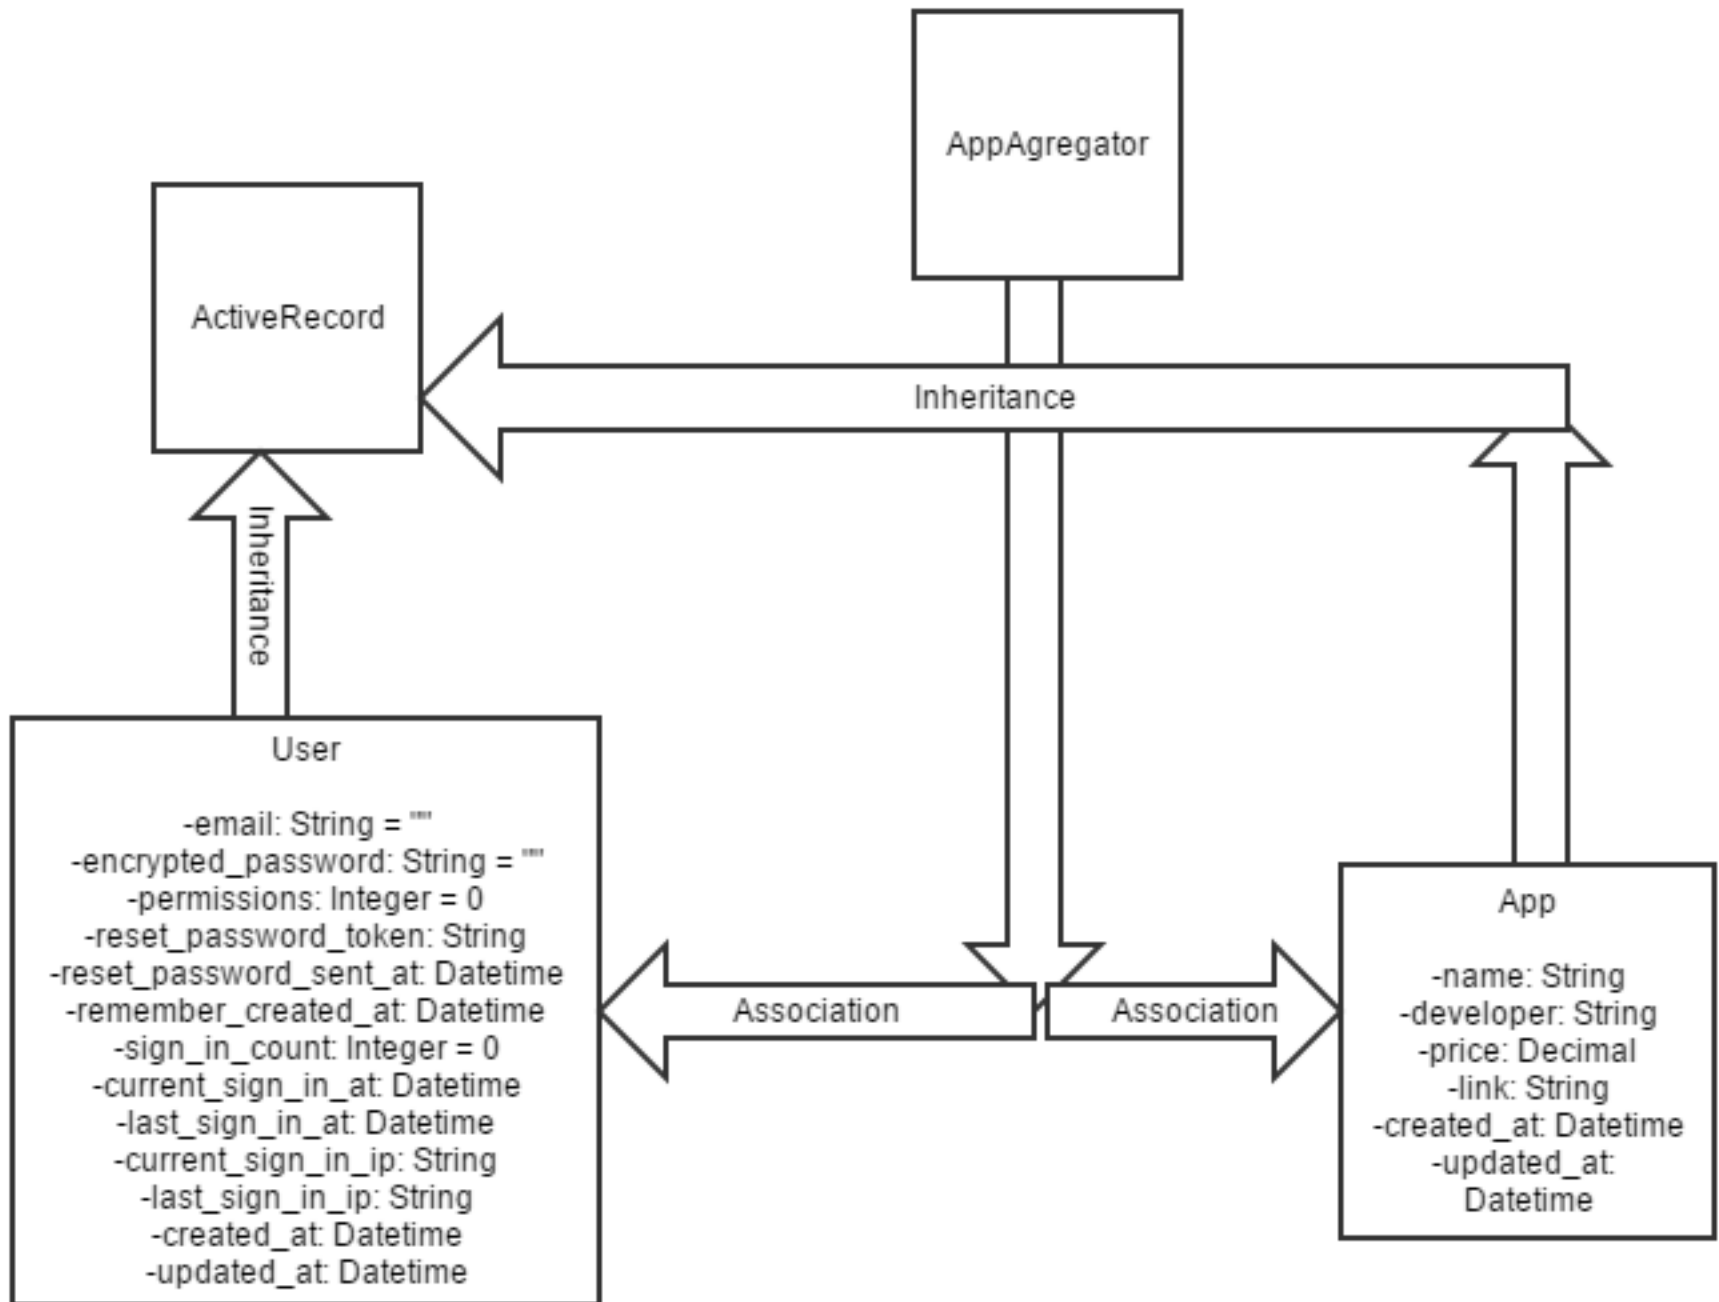 AppAgregator
ActiveRecord
Inheritance
Inheritance
User
-email: String = ""
-encrypted_password: String = ""
-permissions: Integer = 0
-reset_password_token: String
-reset_password_sent_at: Datetime
-remember_created_at: Datetime
-sign_in_count: Integer = 0
-current_sign_in_at: Datetime
-last_sign_in_at: Datetime
-current_sign_in_ip: String
-last_sign_in_ip: String
-created_at: Datetime
-updated_at: Datetime
Association
Association
App
-name: String
-developer: String
-price: Decimal
-link: String
-created_at: Datetime
-updated_at:
Datetime